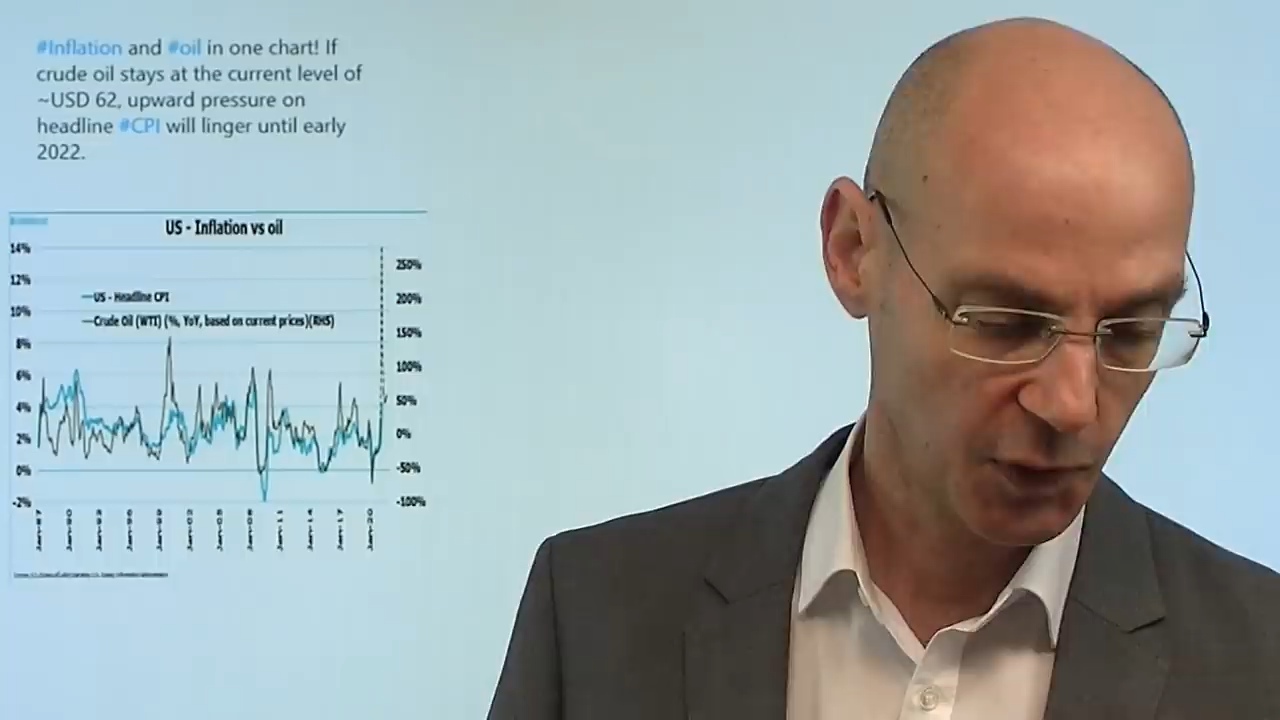 #Inflation and #oil in one chart! If
crude oil stays at the current level of
~USD 62, upward pressure on
headline #CPI will linger until early
2022.
US - Inflation vs oil
14%
12%
10%
8%
6%
4%
2%
0%
-2%
US - Headline CPI
Crude Oil (WTI) (%, YoY, based on current prices)(RHS)
250%
200%
150%
100%
50%
0%
-50%
-100%